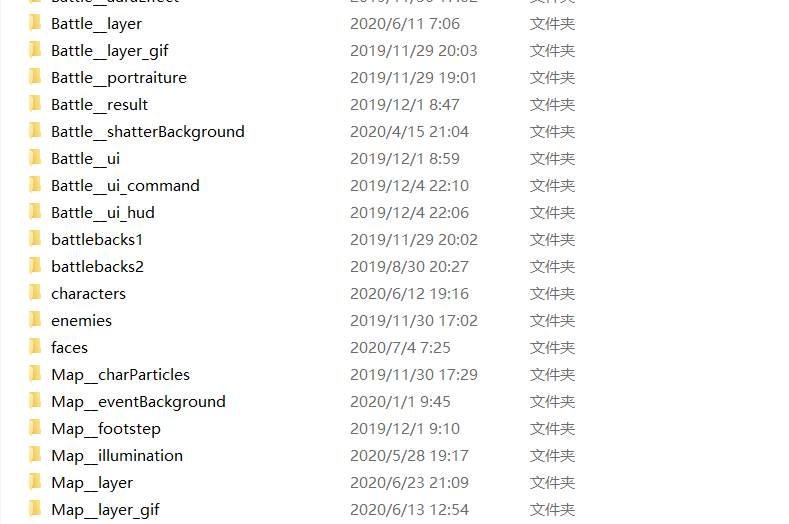 Battle__layer 2020/6/11 7:06 文件夹
Battle__layer_gif 2019/11/29 20:03 文件夹
Battle__portraiture 2019/11/29 19:01 文件夹
Battle__result 2019/12/1 8:47 文件夹
Battle__shatterBackground 2020/4/15 21:04 文件夹
Battle__ui 2019/12/1 8:59 文件夹
Battle__ui_command 2019/12/4 22:10 文件夹
Battle__ui_hud 2019/12/4 22:06 文件夹
battlebacks1 2019/11/29 20:02 文件夹
battlebacks2 2019/8/30 20:27 文件夹
characters 2020/6/12 19:16 文件夹
enemies 2019/11/30 17:02 文件夹
faces 2020/7/4 7:25 文件夹
Map__charParticles 2019/11/30 17:29 文件夹
Map__eventBackground 2020/1/1 9:45 文件夹
Map__footstep 2019/12/1 9:10 文件夹
Map__illumination 2020/5/28 19:17 文件夹
Map__layer 2020/6/23 21:09 文件夹
Map__layer_gif 2020/6/13 12:54 文件夹